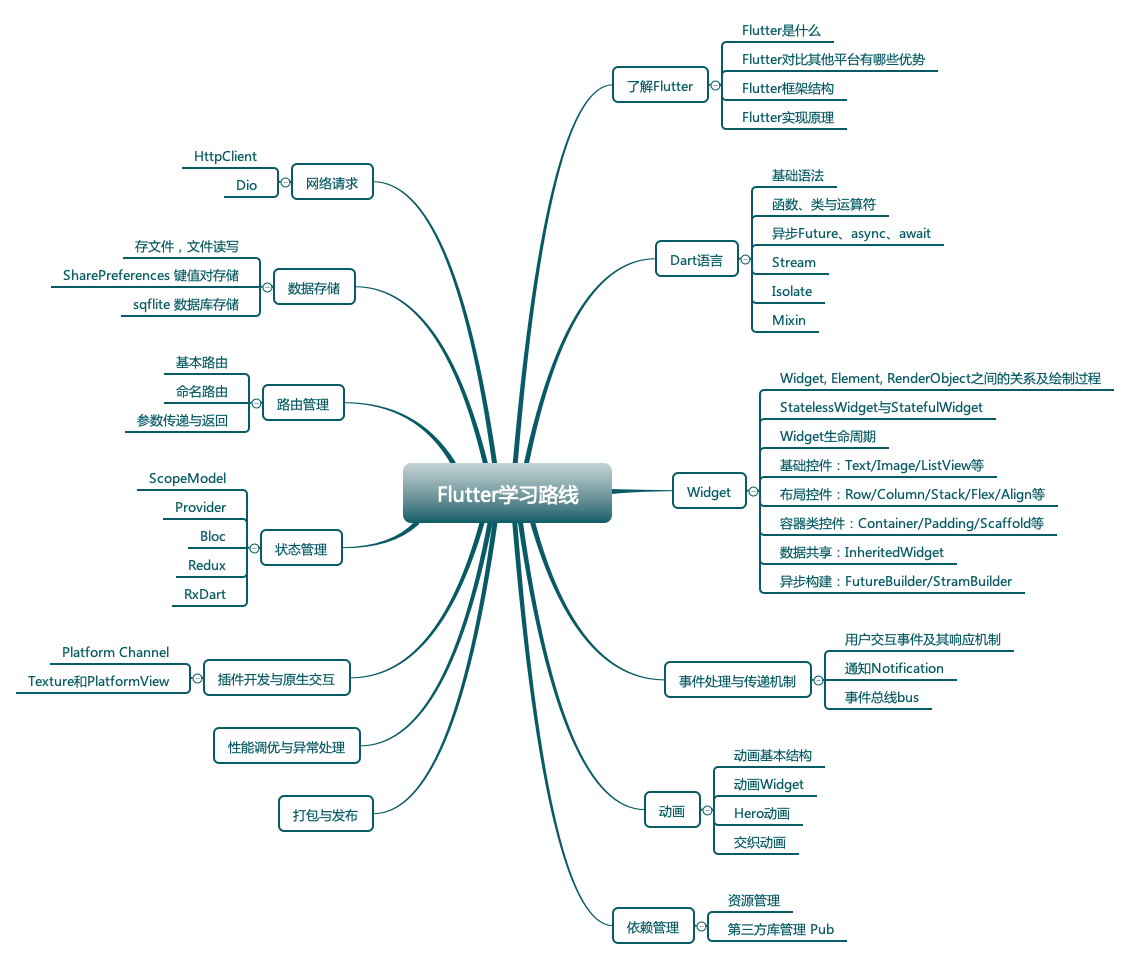 Flutter学习路线
了解Flutter
Flutter是什么
Flutter对比其他平台有哪些优势
Flutter框架结构
Flutter实现原理
Dart语言
基础语法
函数、类与运算符
异步Future、async、await
Stream
Isolate
Mixin
Widget
Widget, Element, RenderObject之间的关系及绘制过程
StatelessWidget与StatefulWidget
Widget生命周期
基础控件：Text/Image/ListView等
布局控件：Row/Column/Stack/Flex/Align等
容器类控件：Container/Padding/Scaffold等
数据共享：InheritedWidget
异步构建：FutureBuilder/StramBuilder
事件处理与传递机制
用户交互事件及其响应机制
通知Notification
事件总线bus
动画
动画基本结构
动画Widget
Hero动画
交织动画
依赖管理
资源管理
第三方库管理 Pub
网络请求
HttpClient
Dio
数据存储
存文件，文件读写
SharePreferences 键值对存储
sqflite 数据库存储
路由管理
基本路由
命名路由
参数传递与返回
状态管理
ScopeModel
Provider
Bloc
Redux
RxDart
插件开发与原生交互
Platform Channel
Texture和PlatformView
性能调优与异常处理
打包与发布